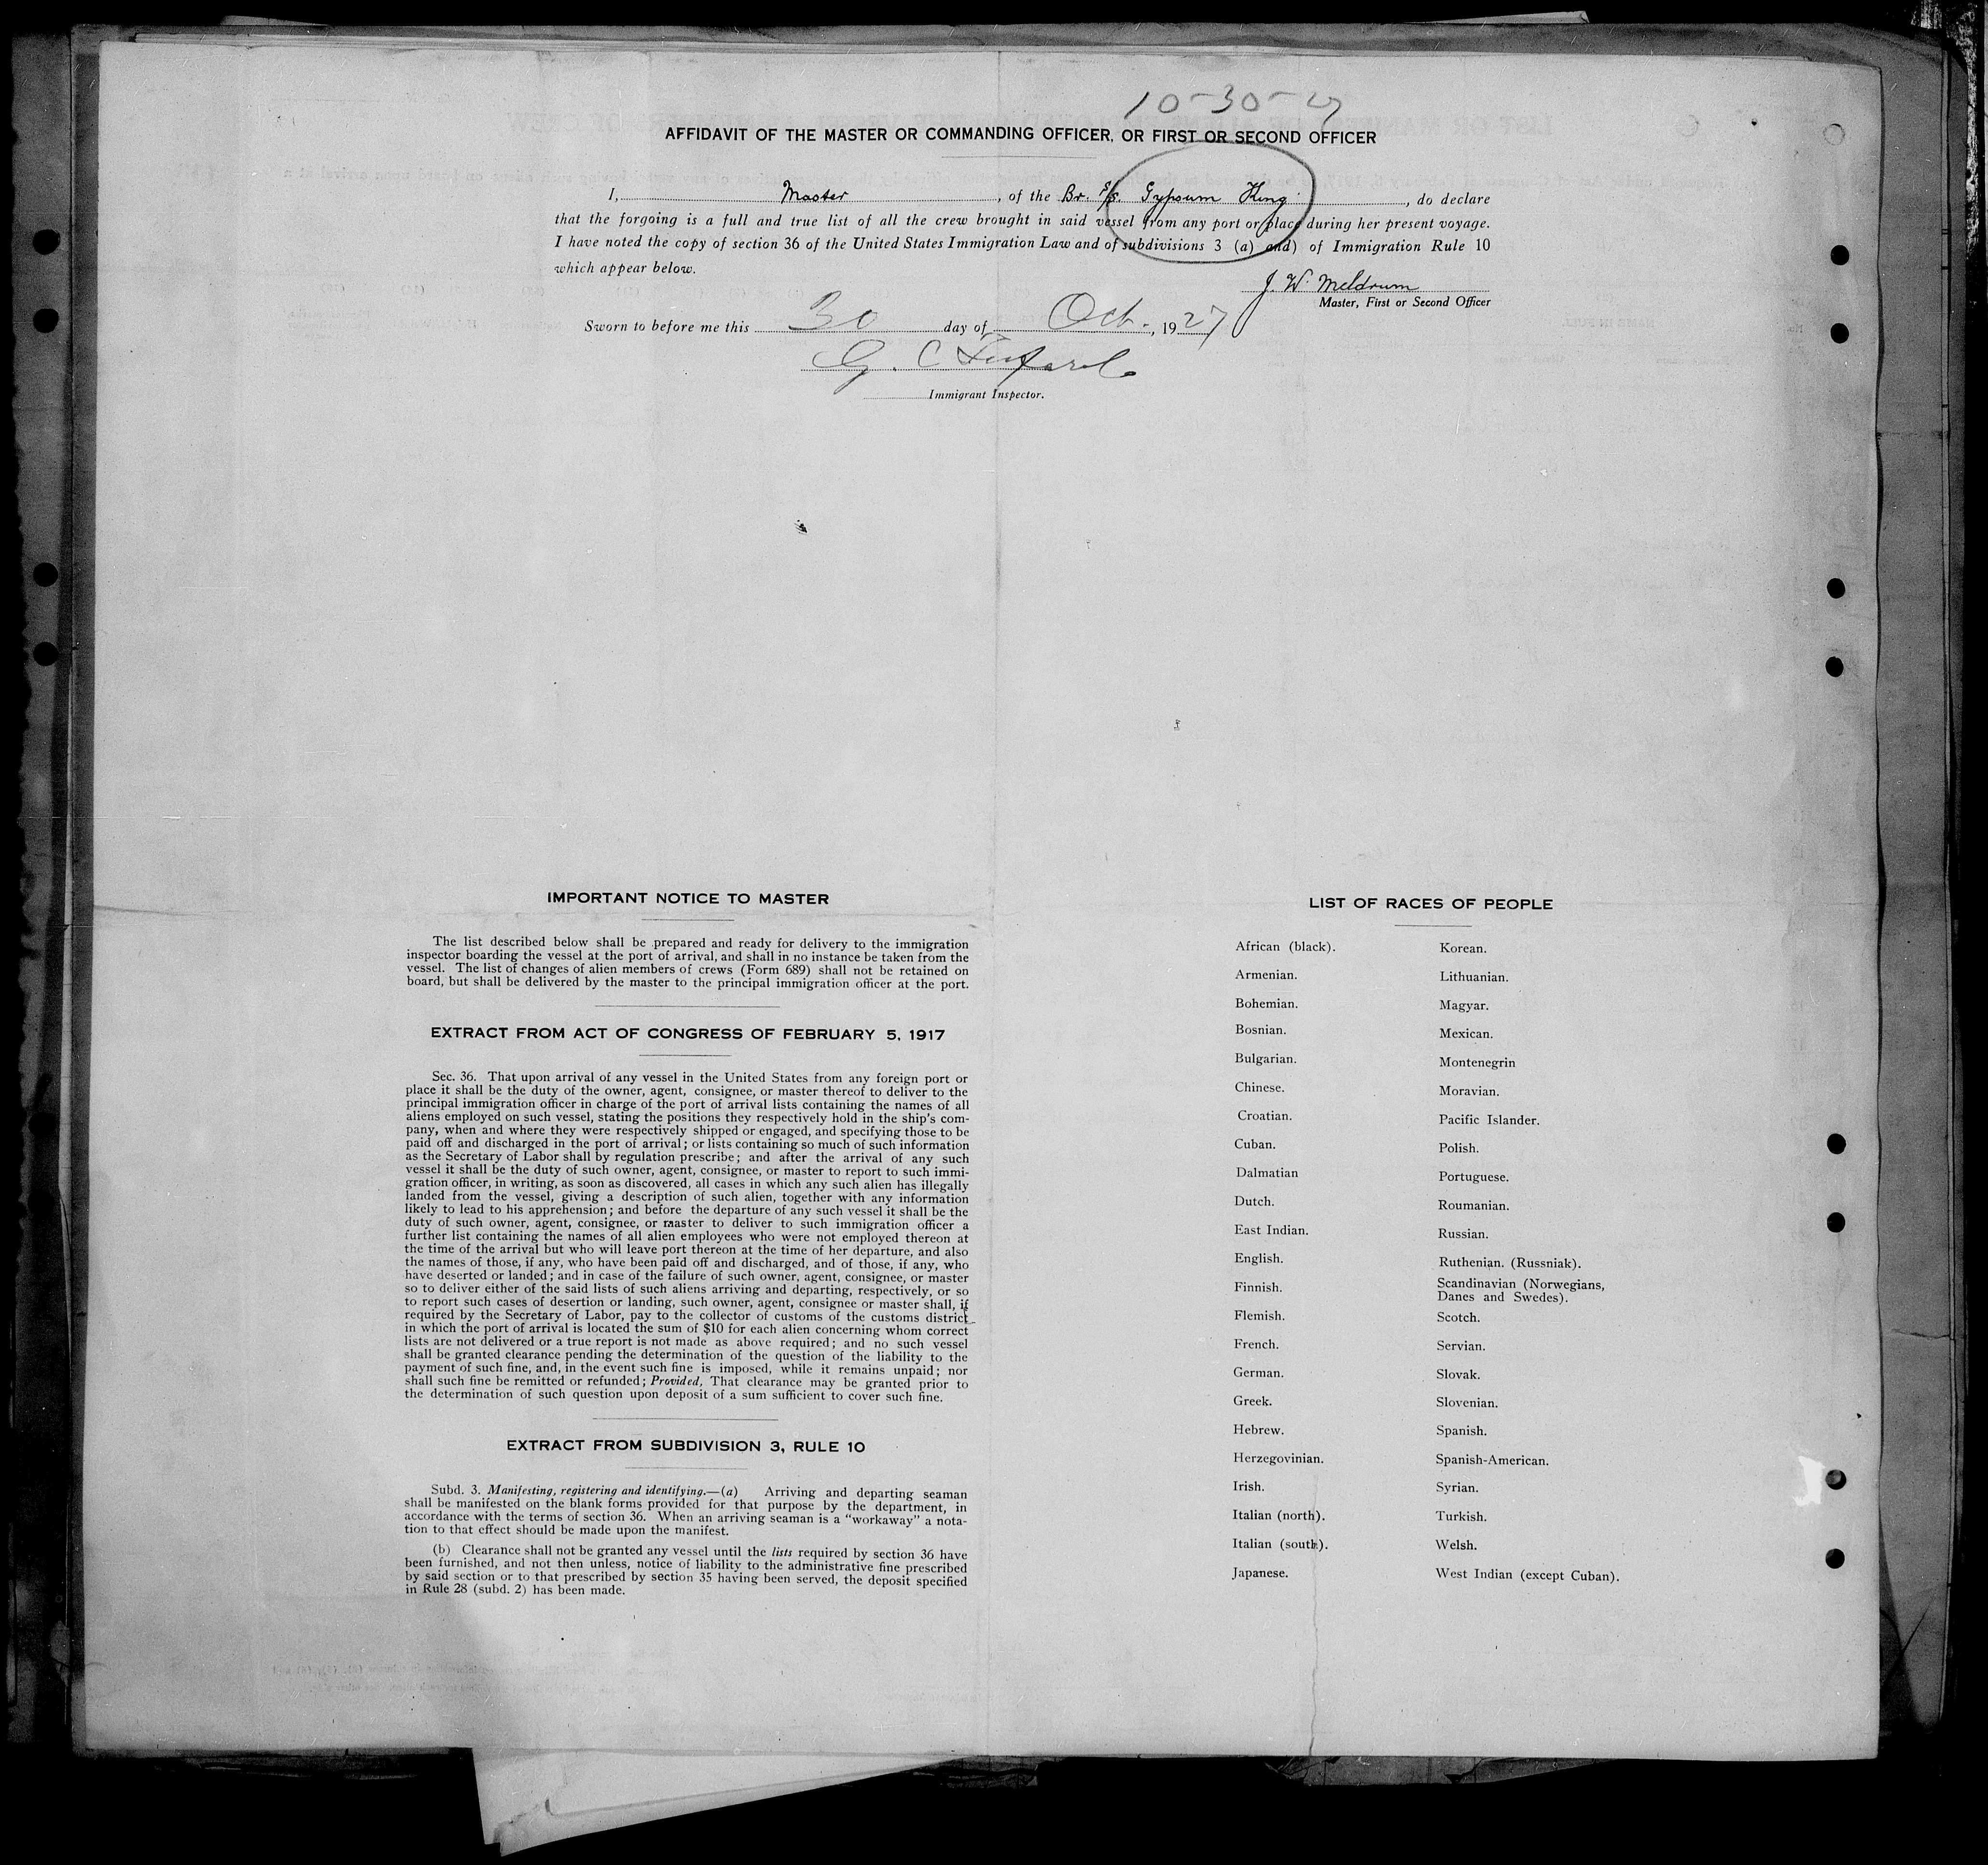 10-30-27
AFFIDAVIT OF THE MASTER OR COMMANDING OFFICER, OR FIRST OR SECOND OFFICER
I, Master, of the Br. S/S. Gypsum King, do declare
that the forgoing is a full and true list of all the crew brought in said vessel from any port or place during her present voyage.
I have noted the copy of section 36 of the United States Immigration Law and of subdivisions 3 (a) and) of Immigration Rule 10
which appear below.
J. W. Meldrum
Master, First or Second Officer
Sworn to before me this 30 day of Oct., 1927
G. C.
Immigrant Inspector.
IMPORTANT NOTICE TO MASTER
The list described below shall be prepared and ready for delivery to the immigration
inspector boarding the vessel at the port of arrival, and shall in no instance be taken from the
vessel. The list of changes of alien members of crews (Form 689) shall not be retained on
board, but shall be delivered by the master to the principal immigration officer at the port.
EXTRACT FROM ACT OF CONGRESS OF FEBRUARY 5, 1917
Sec. 36. That upon arrival of any vessel in the United States from any foreign port or
place it shall be the duty of the owner, agent, consignee, or master thereof to deliver to the
principal immigration officer in charge of the port of arrival lists containing the names of all
aliens employed on such vessel, stating the positions they respectively hold in the ship's com-
pany, when and where they were respectively shipped or engaged, and specifying those to be
paid off and discharged in the port of arrival; or lists containing so much of such information
as the Secretary of Labor shall by regulation prescribe; and after the arrival of any such
vessel it shall be the duty of such owner, agent, consignee, or master to report to such immi-
gration officer, in writing, as soon as discovered, all cases in which any such alien has illegally
landed from the vessel, giving a description of such alien, together with any information
likely to lead to his apprehension; and before the departure of any such vessel it shall be the
duty of such owner, agent, consignee, or master to deliver to such immigration officer a
further list containing the names of all alien employees who were not employed thereon at
the time of the arrival but who will leave port thereon at the time of her departure, and also
the names of those, if any, who have been paid off and discharged, and of those, if any, who
have deserted or landed; and in case of the failure of such owner, agent, consignee, or master
so to deliver either of the said lists of such aliens arriving and departing, respectively, or so
to report such cases of desertion or landing, such owner, agent, consignee or master shall, if
required by the Secretary of Labor, pay to the collector of customs of the customs district
in which the port of arrival is located the sum of $10 for each alien concerning whom correct
lists are not delivered or a true report is not made as above required; and no such vessel
shall be granted clearance pending the determination of the question of the liability to the
payment of such fine, and, in the event such fine is imposed, while it remains unpaid; nor
shall such fine be remitted or refunded; Provided, That clearance may be granted prior to
the determination of such question upon deposit of a sum sufficient to cover such fine.
EXTRACT FROM SUBDIVISION 3, RULE 10
Subd. 3. Manifesting, registering and identifying.—(a) Arriving and departing seaman
shall be manifested on the blank forms provided for that purpose by the department, in
accordance with the terms of section 36. When an arriving seaman is a "workaway" a nota-
tion to that effect should be made upon the manifest.
(b) Clearance shall not be granted any vessel until the lists required by section 36 have
been furnished, and not then unless, notice of liability to the administrative fine prescribed
by said section or to that prescribed by section 35 having been served, the deposit specified
in Rule 28 (subd. 2) has been made.
LIST OF RACES OF PEOPLE
African (black).
Armenian.
Bohemian.
Bosnian.
Bulgarian.
Chinese.
Croatian.
Cuban.
Dalmatian
Dutch.
East Indian.
English.
Finnish.
Flemish.
French.
German.
Greek.
Hebrew.
Herzegovinian.
Irish.
Italian (north).
Italian (south).
Japanese.
Korean.
Lithuanian.
Magyar.
Mexican.
Montenegrin
Moravian.
Pacific Islander.
Polish.
Portuguese.
Roumanian.
Russian.
Ruthenian. (Russniak).
Scandinavian (Norwegians,
Danes and Swedes).
Scotch.
Servian.
Slovak.
Slovenian.
Spanish.
Spanish-American.
Syrian.
Turkish.
Welsh.
West Indian (except Cuban).